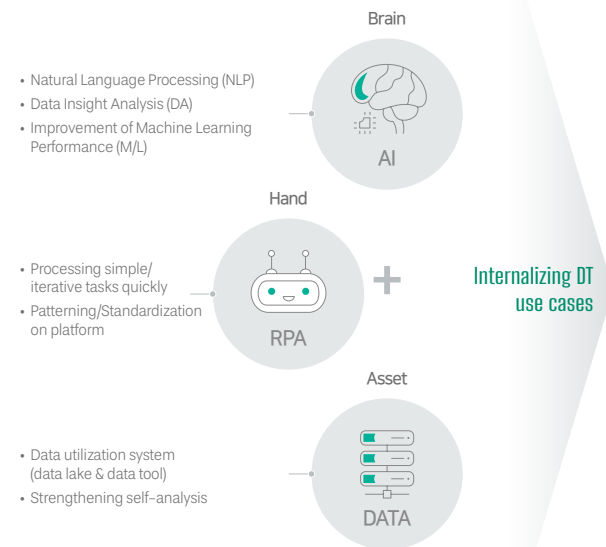 Brain
• Natural Language Processing (NLP)
• Data Insight Analysis (DA)
• Improvement of Machine Learning
Performance (M/L)
AI
Hand
• Processing simple/
iterative tasks quickly
• Patterning/Standardization
on platform
RPA
+
Internalizing DT
use cases
Asset
• Data utilization system
(data lake & data tool)
• Strengthening self-analysis
DATA